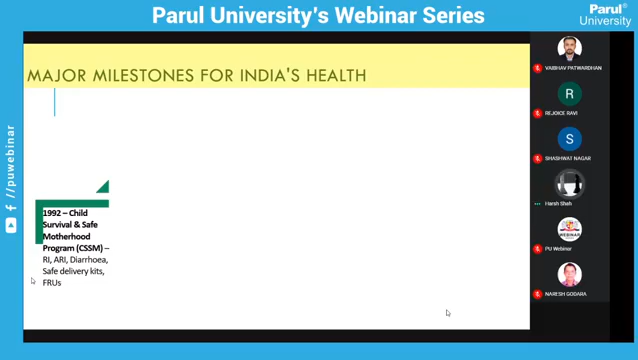 Parul University's Webinar Series
Parul®
University
//puwebinar
MAJOR MILESTONES FOR INDIA'S HEALTH
1992 – Child
Survival & Safe
Motherhood
Program (CSSM) –
RI, ARI, Diarrhoea,
Safe delivery kits,
FRUs
VAIBHAV PATWARDHAN
R
REJOICE RAVI
S
SHASHWAT NAGAR
Harsh Shah
WEBINAR
PU Webinar
NARESH GODARA